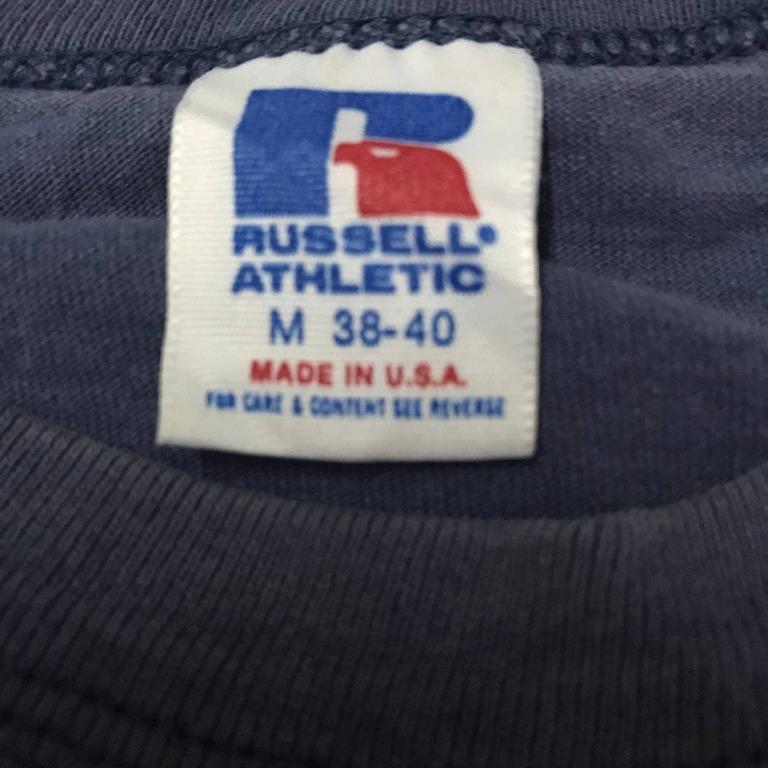 RUSSELL®
ATHLETIC
M 38-40
MADE IN U.S.A.
FOR CARE & CONTENT SEE REVERSE